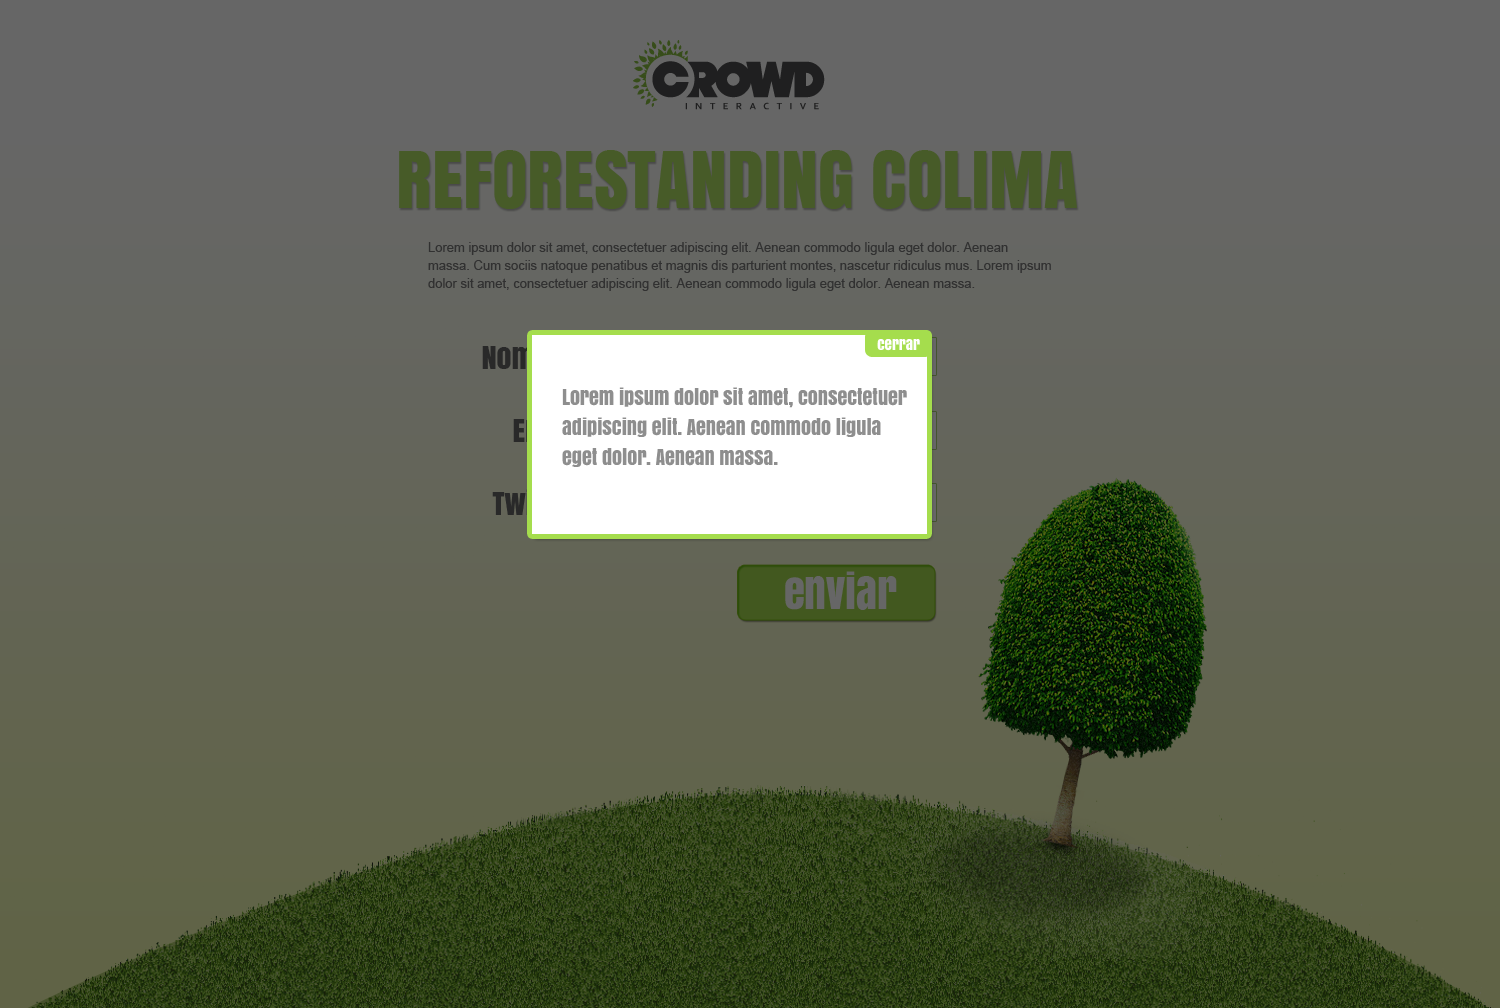 CROWD
INTERACTIVE
REFORESTANDING COLIMA
Lorem ipsum dolor sit amet, consectetuer adipiscing elit. Aenean commodo ligula eget dolor. Aenean
massa. Cum sociis natoque penatibus et magnis dis parturient montes, nascetur ridiculus mus. Lorem ipsum
dolor sit amet, consectetuer adipiscing elit. Aenean commodo ligula eget dolor. Aenean massa.
cerrar
Lorem ipsum dolor sit amet, consectetuer
adipiscing elit. Aenean commodo ligula
eget dolor. Aenean massa.
enviar